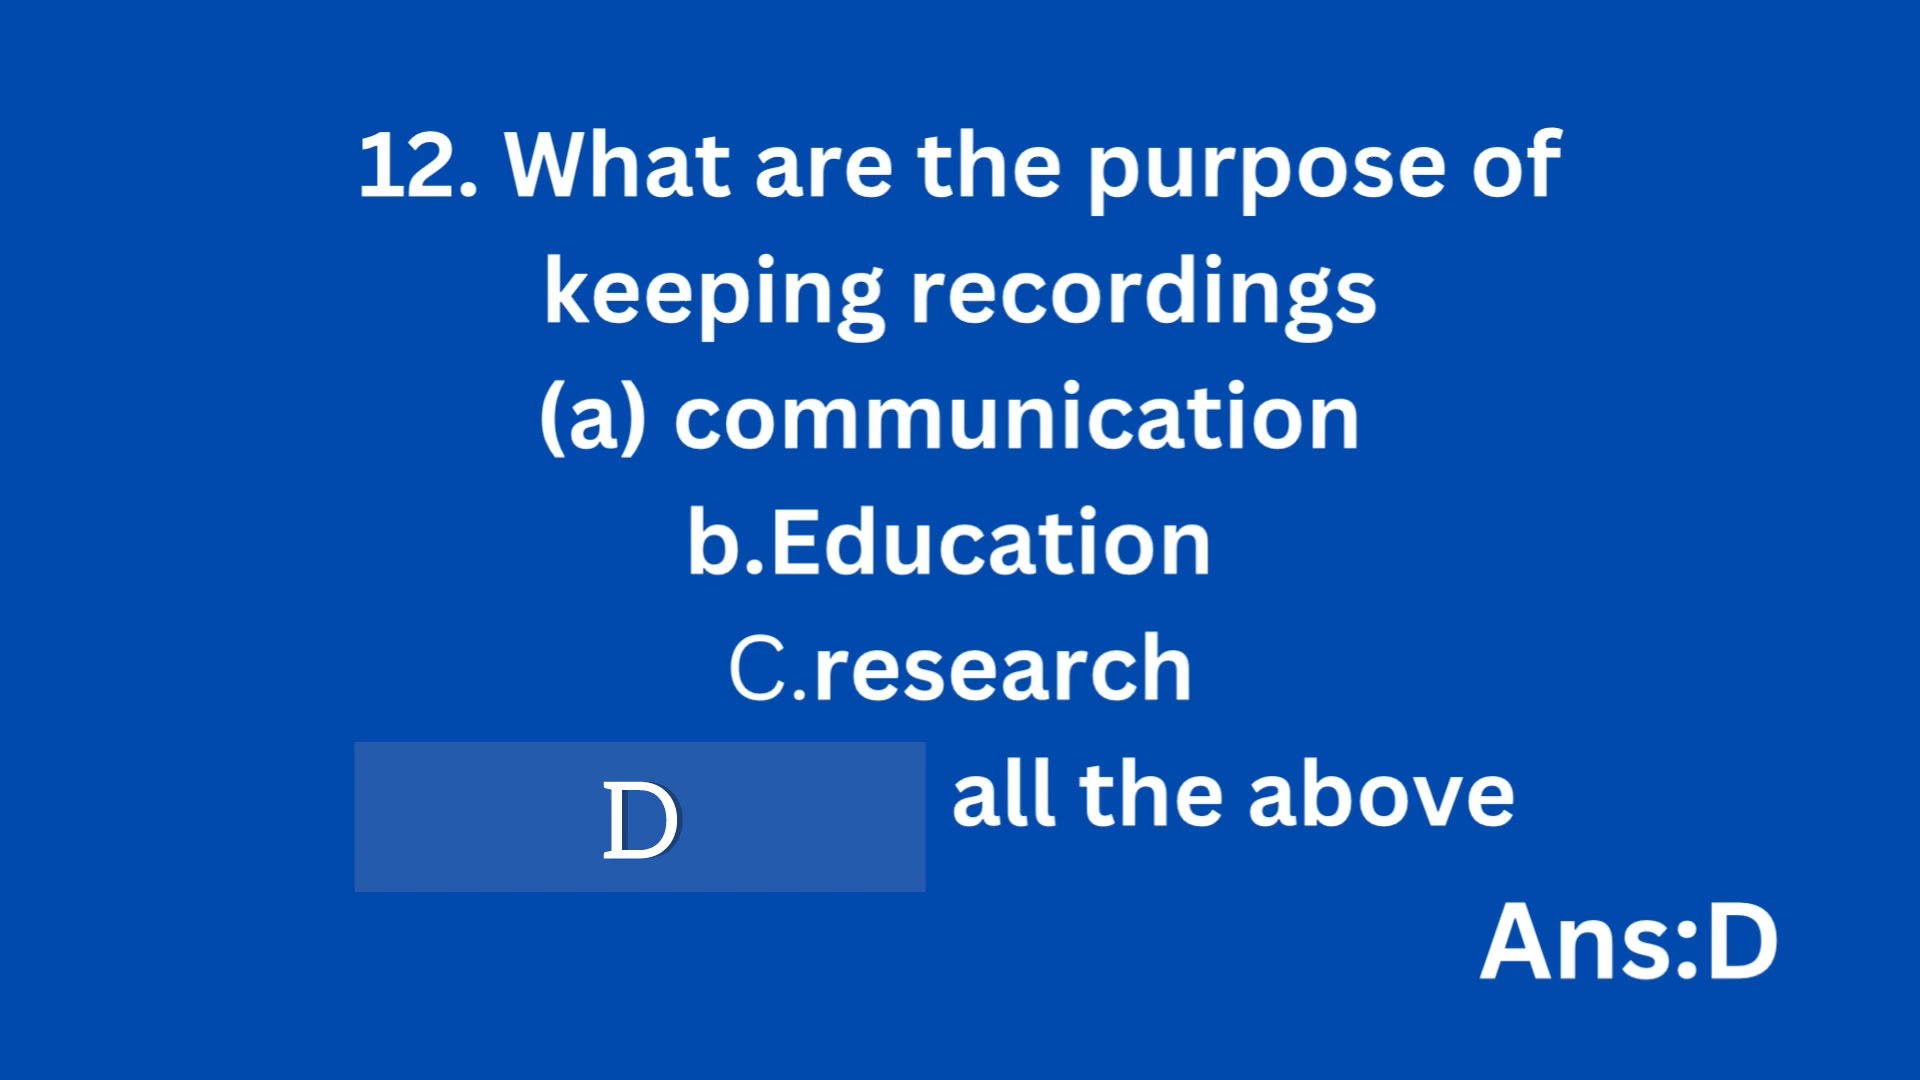 12. What are the purpose of
keeping recordings
(a) communication
b.Education
C.research
D all the above
Ans:D